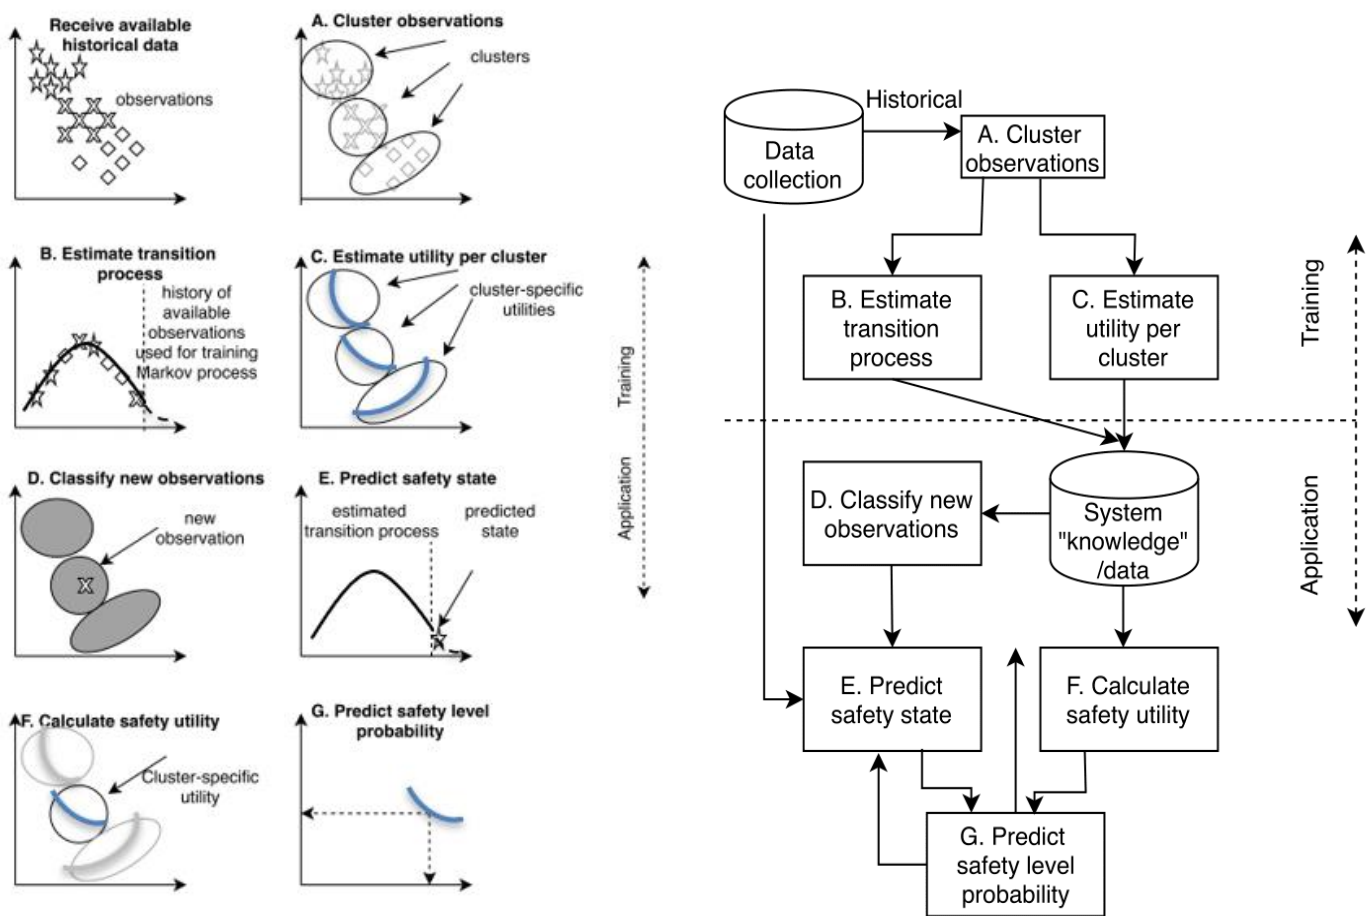 Receive available
historical data
observations
A. Cluster observations
clusters
B. Estimate transition
process
history of
available
observations
used for training
Markov process
C. Estimate utility per cluster
cluster-specific
utilities
D. Classify new observations
new
observation
E. Predict safety state
estimated
transition process
predicted
state
F. Calculate safety utility
Cluster-specific
utility
G. Predict safety level
probability
Training
Application
Data
collection
Historical
A. Cluster
observations
B. Estimate
transition
process
C. Estimate
utility per
cluster
Training
D. Classify new
observations
System
"knowledge"
/data
Application
E. Predict
safety state
F. Calculate
safety utility
G. Predict
safety level
probability